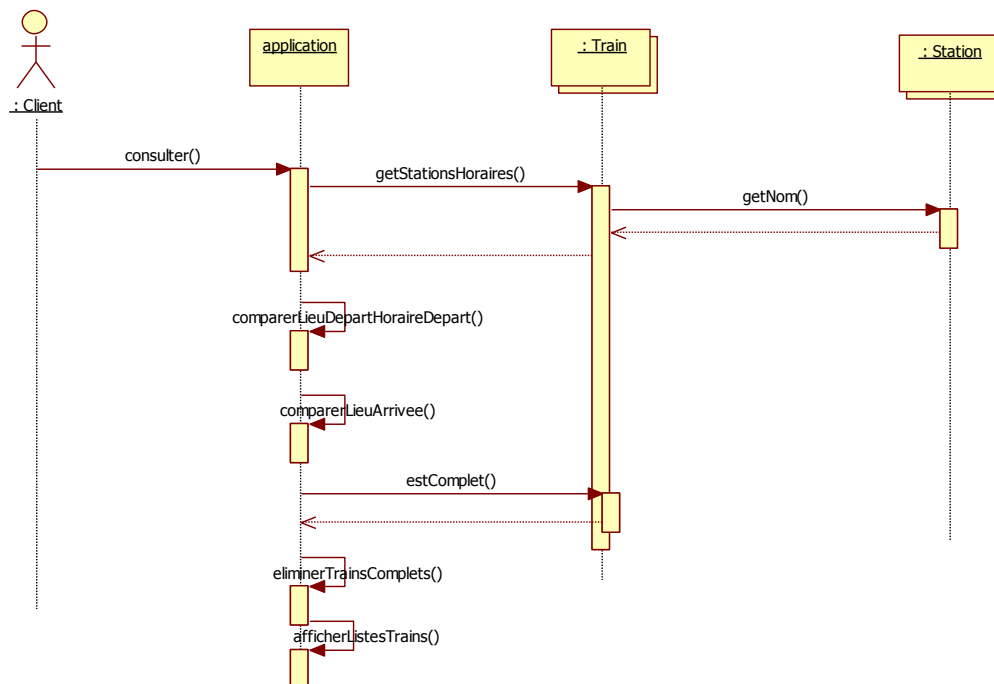 application
: Train
: Station
: Client
consulter()
getStationsHoraires()
getNom()
comparerLieuDepartHoraireDepart()
comparerLieuArrivee()
estComplet()
eliminerTrainsComplets()
afficherListesTrains()